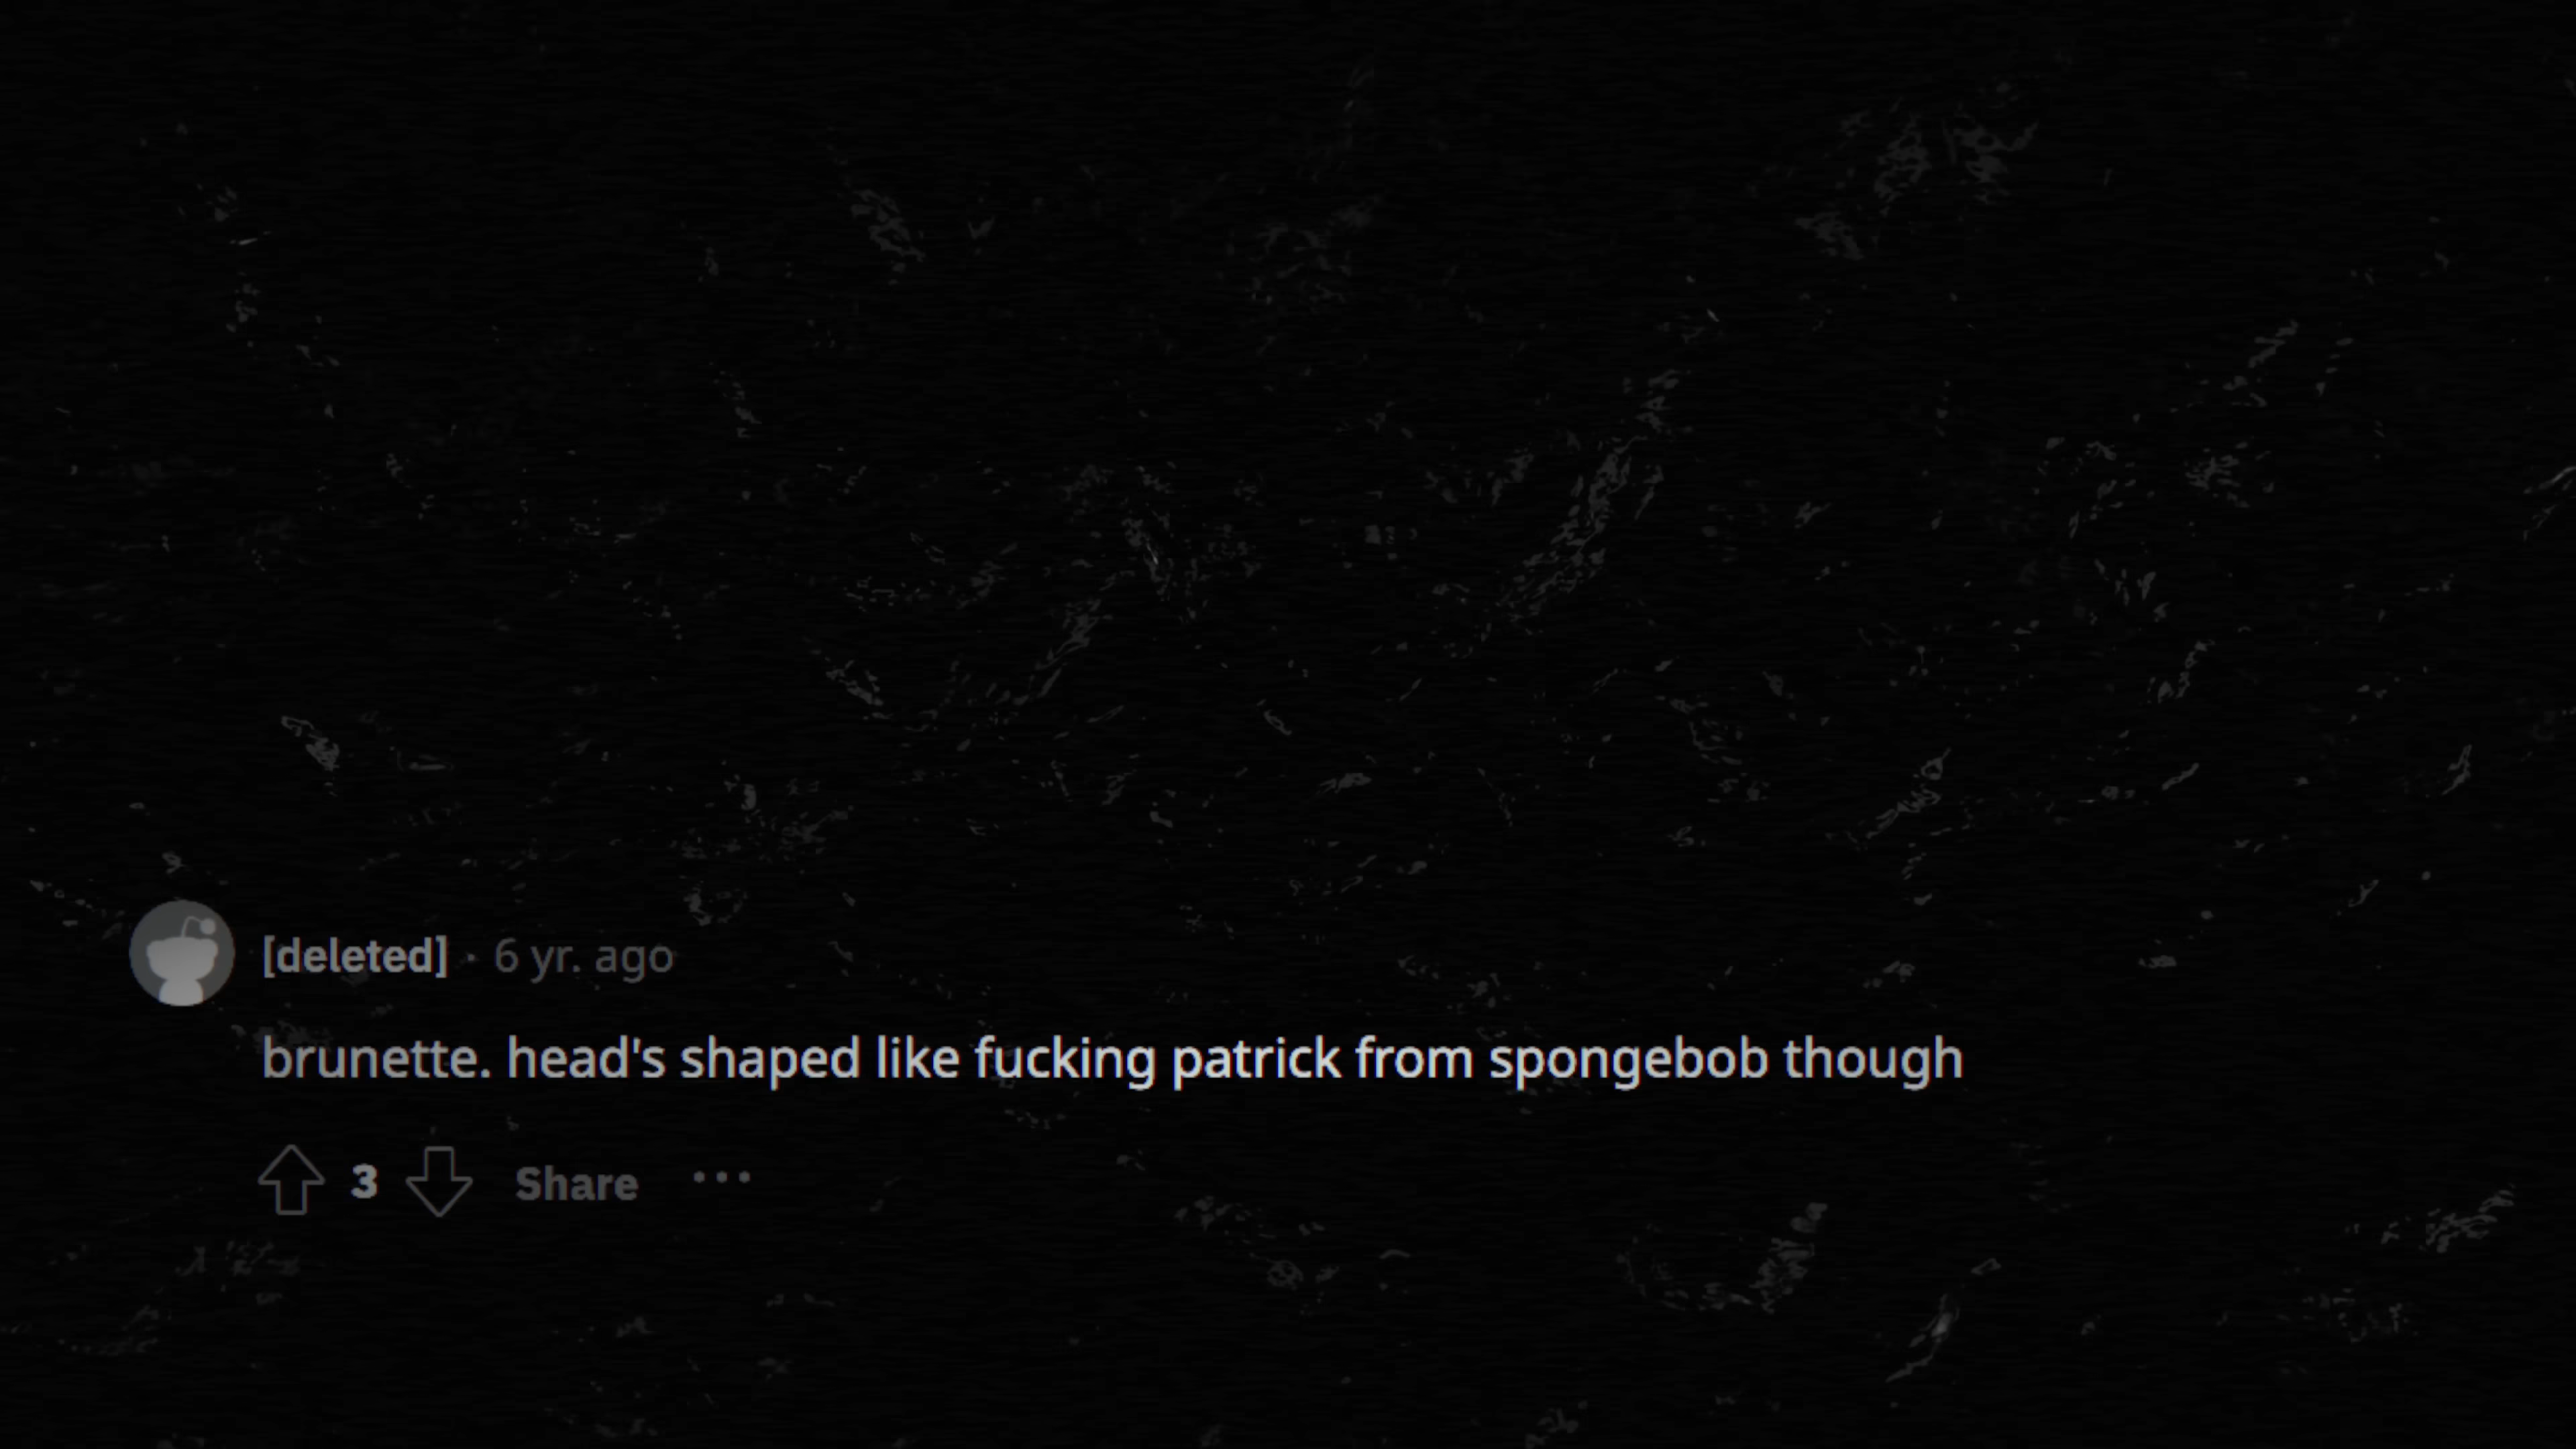 [deleted] · 6 yr. ago
brunette. head's shaped like fucking patrick from spongebob though
3 Share ···